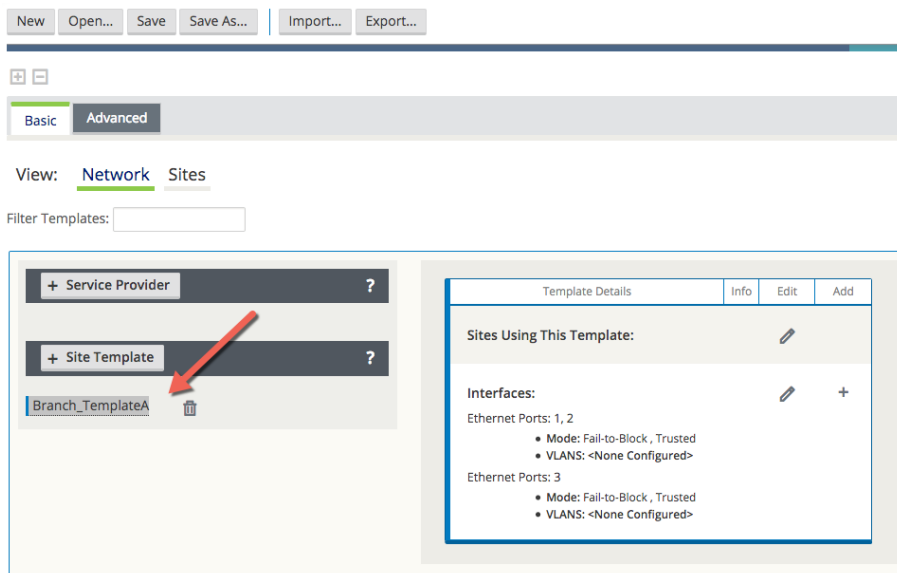 New Open... Save Save As... Import... Export...
Basic Advanced
View: Network Sites
Filter Templates:
+ Service Provider ?
+ Site Template ?
Branch_TemplateA
Template Details Info Edit Add
Sites Using This Template:
Interfaces: +
Ethernet Ports: 1, 2
• Mode: Fail-to-Block , Trusted
• VLANS: <None Configured>
Ethernet Ports: 3
• Mode: Fail-to-Block , Trusted
• VLANS: <None Configured>